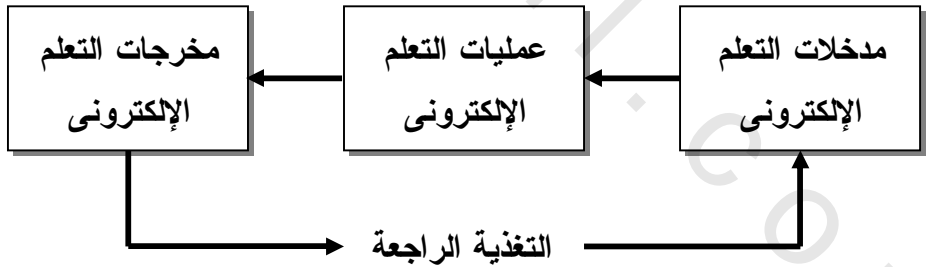 مدخلات التعلم
الإلكترونى
عمليات التعلم
الإلكترونى
مخرجات التعلم
الإلكترونى
التغذية الراجعة